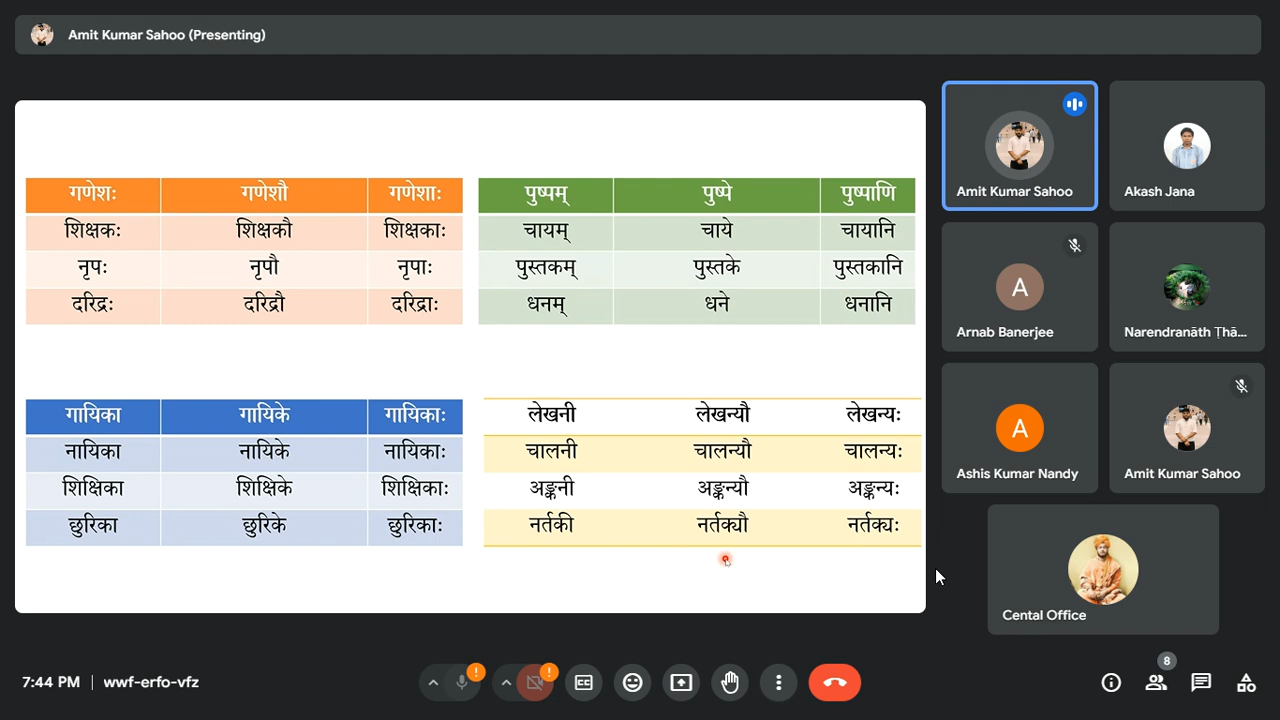 Amit Kumar Sahoo (Presenting)
गणेशः गणेशौ गणेशाः
शिक्षकः शिक्षकौ शिक्षकाः
नृपः नृपौ नृपाः
दरिद्रः दरिद्रौ दरिद्राः
पुष्पम् पुष्पे पुष्पाणि
चायम् चाये चायानि
पुस्तकम् पुस्तके पुस्तकानि
धनम् धने धनानि
गायिका गायिके गायिकाः
नायिका नायिके नायिकाः
शिक्षिका शिक्षिके शिक्षिकाः
छुरिका छुरिके छुरिकाः
लेखनी लेखन्यौ लेखन्यः
चालनी चालन्यौ चालन्यः
अङ्कनी अङ्कन्यौ अङ्कन्यः
नर्तकी नर्तक्यौ नर्तक्यः
Amit Kumar Sahoo
Akash Jana
A
Arnab Banerjee
Narendranāth Ṭhā...
A
Ashis Kumar Nandy
Amit Kumar Sahoo
Cental Office
7:44 PM | wwf-erfo-vfz
8